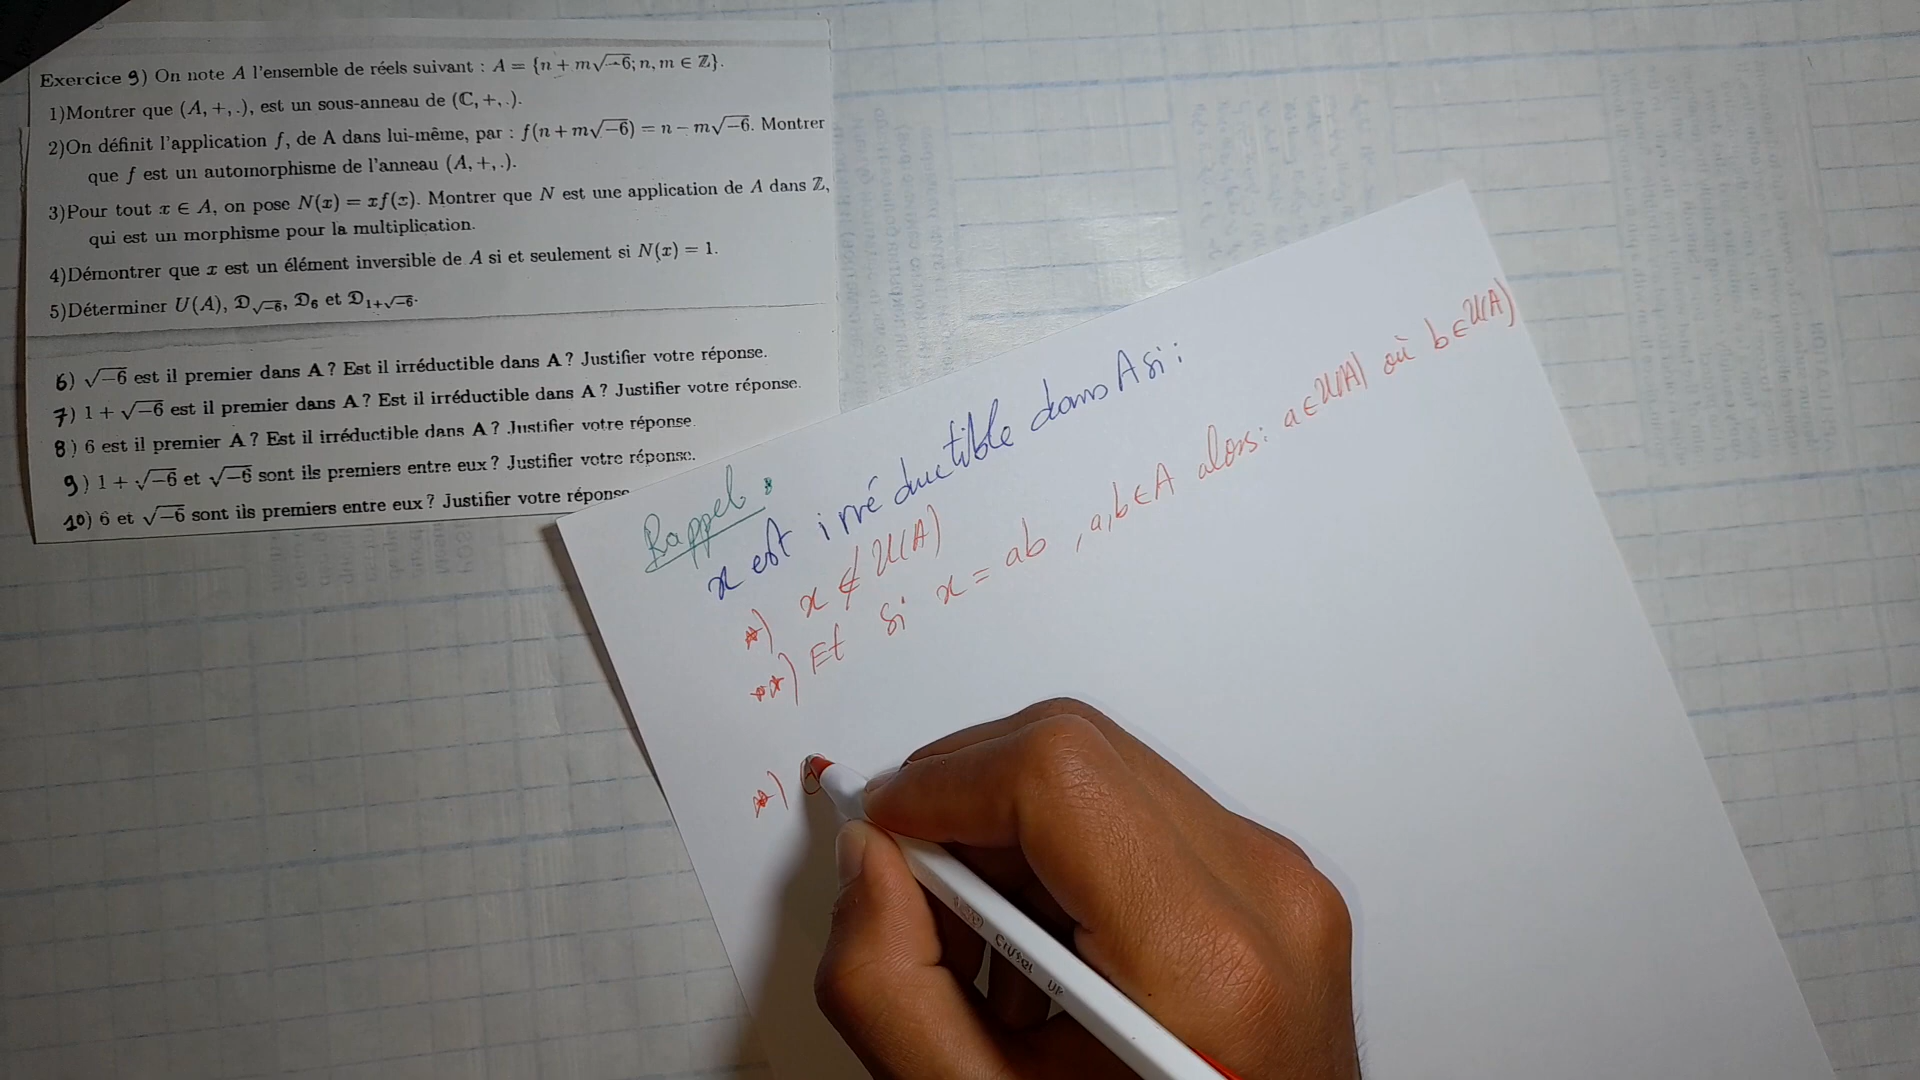 Exercice 9) On note A l'ensemble de réels suivant : A = {n + m√−6; n, m ∈ ℤ}.
1)Montrer que (A, +, .), est un sous-anneau de (ℂ, +, .).
2)On définit l'application f, de A dans lui-même, par : f(n + m√−6) = n − m√−6. Montrer
que f est un automorphisme de l'anneau (A, +, .).
3)Pour tout x ∈ A, on pose N(x) = xf(x). Montrer que N est une application de A dans ℤ,
qui est un morphisme pour la multiplication.
4)Démontrer que x est un élément inversible de A si et seulement si N(x) = 1.
5)Déterminer U(A), 𝔇√−6, 𝔇6 et 𝔇1+√−6.
6) √−6 est il premier dans A ? Est il irréductible dans A ? Justifier votre réponse.
7) 1 + √−6 est il premier dans A ? Est il irréductible dans A ? Justifier votre réponse.
8) 6 est il premier A ? Est il irréductible dans A ? Justifier votre réponse.
9) 1 + √−6 et √−6 sont ils premiers entre eux ? Justifier votre réponse.
10) 6 et √−6 sont ils premiers entre eux ? Justifier votre réponse
Rappel :
x est irréductible dans A si :
*) x ∉ U(A)
**) Et si x = ab , a,b ∈ A alors: a ∈ U(A) où b ∈ U(A)
*)